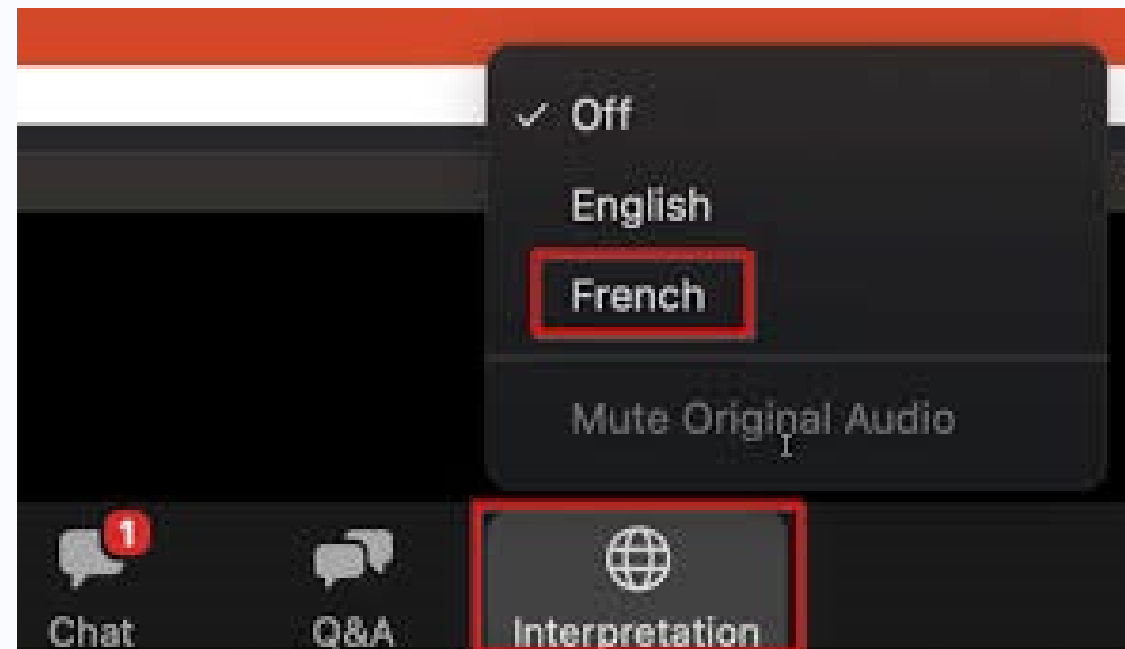 ✓ Off
English
French
Mute Original Audio
1
Chat
Q&A
Interpretation